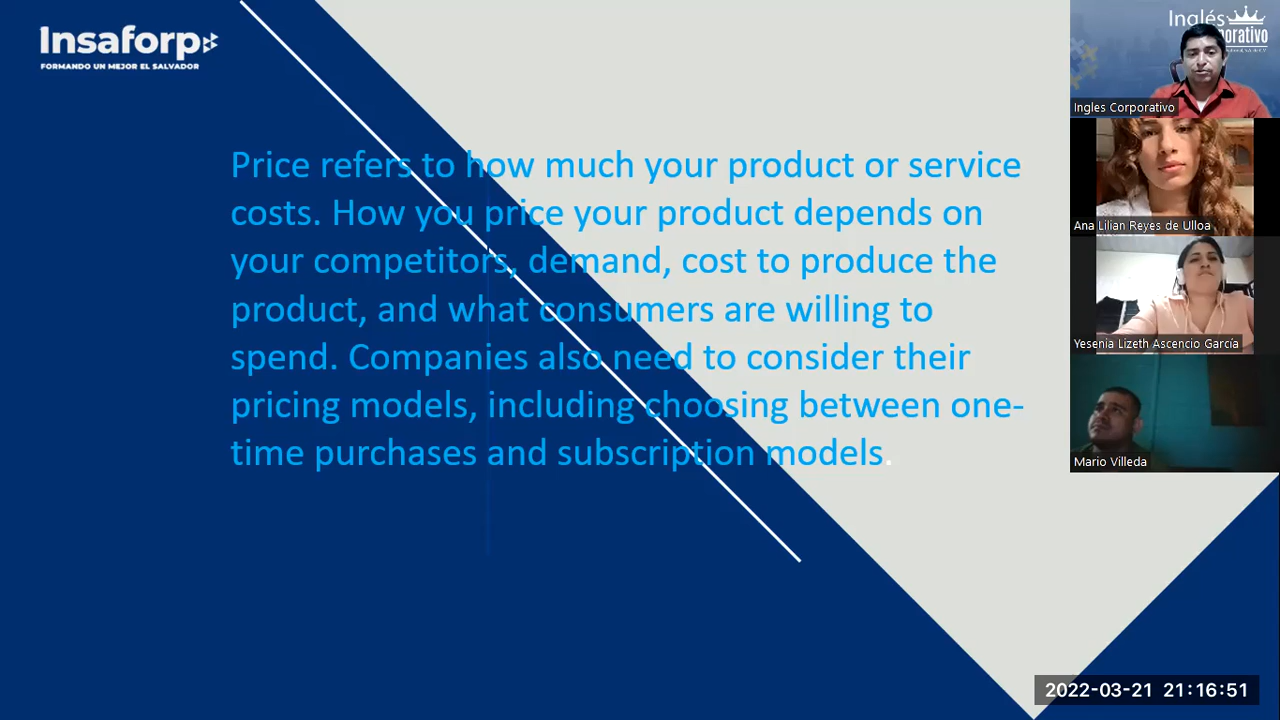 Insaforp
FORMANDO UN MEJOR EL SALVADOR
Price refers to how much your product or service
costs. How you price your product depends on
your competitors, demand, cost to produce the
product, and what consumers are willing to
spend. Companies also need to consider their
pricing models, including choosing between one-
time purchases and subscription models.
Inglés
Ingles Corporativo
Ana Lilian Reyes de Ulloa
Yesenia Lizeth Ascencio García
Mario Villeda
2022-03-21 21:16:51